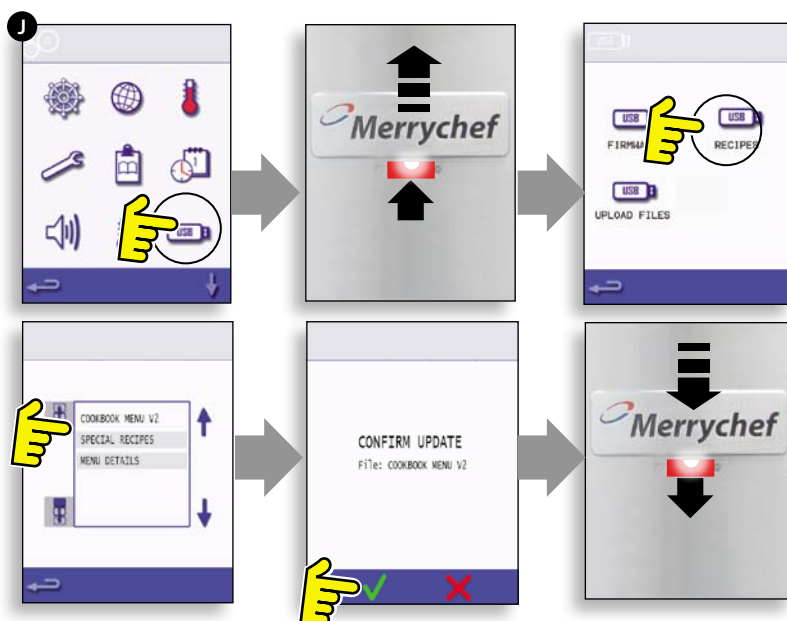 J
USB
Merrychef
USB
USB
RECIPES
USB
UPLOAD FILES
COOKBOOK MENU V2
SPECIAL RECIPES
MENU DETAILS
CONFIRM UPDATE
File: COOKBOOK MENU V2
Merrychef